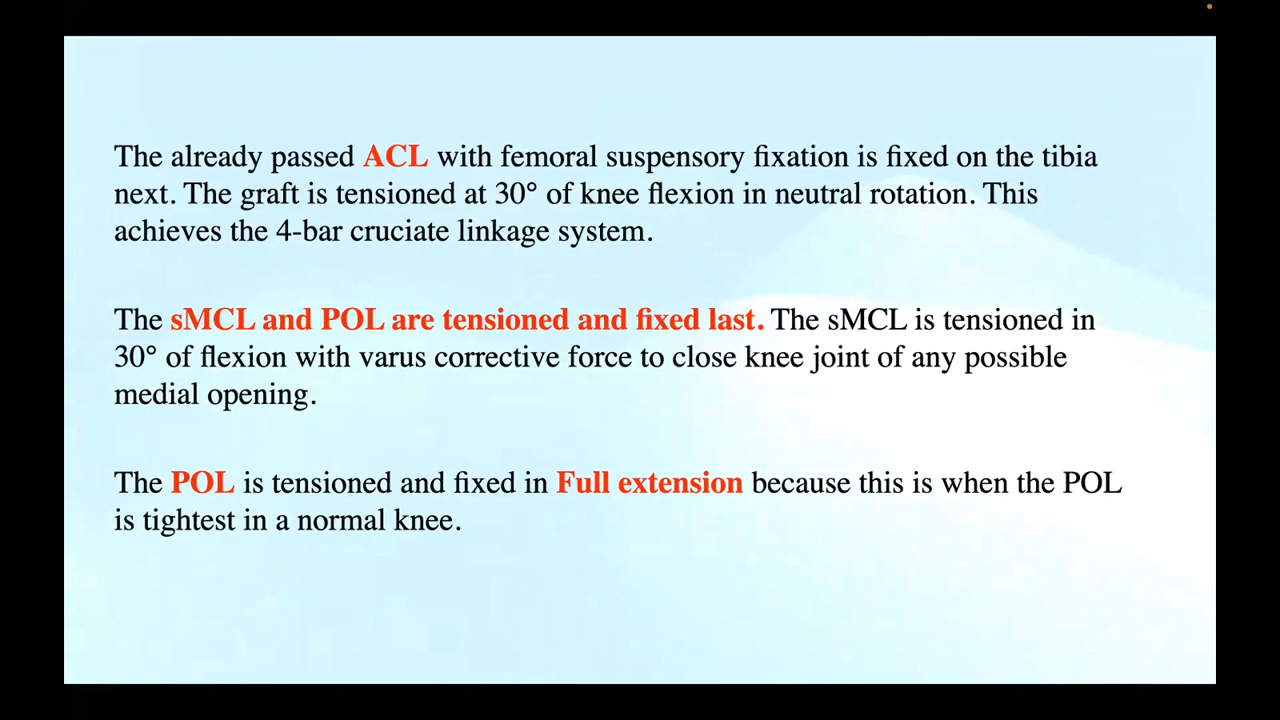 The already passed ACL with femoral suspensory fixation is fixed on the tibia
next. The graft is tensioned at 30° of knee flexion in neutral rotation. This
achieves the 4-bar cruciate linkage system.
The sMCL and POL are tensioned and fixed last. The sMCL is tensioned in
30° of flexion with varus corrective force to close knee joint of any possible
medial opening.
The POL is tensioned and fixed in Full extension because this is when the POL
is tightest in a normal knee.